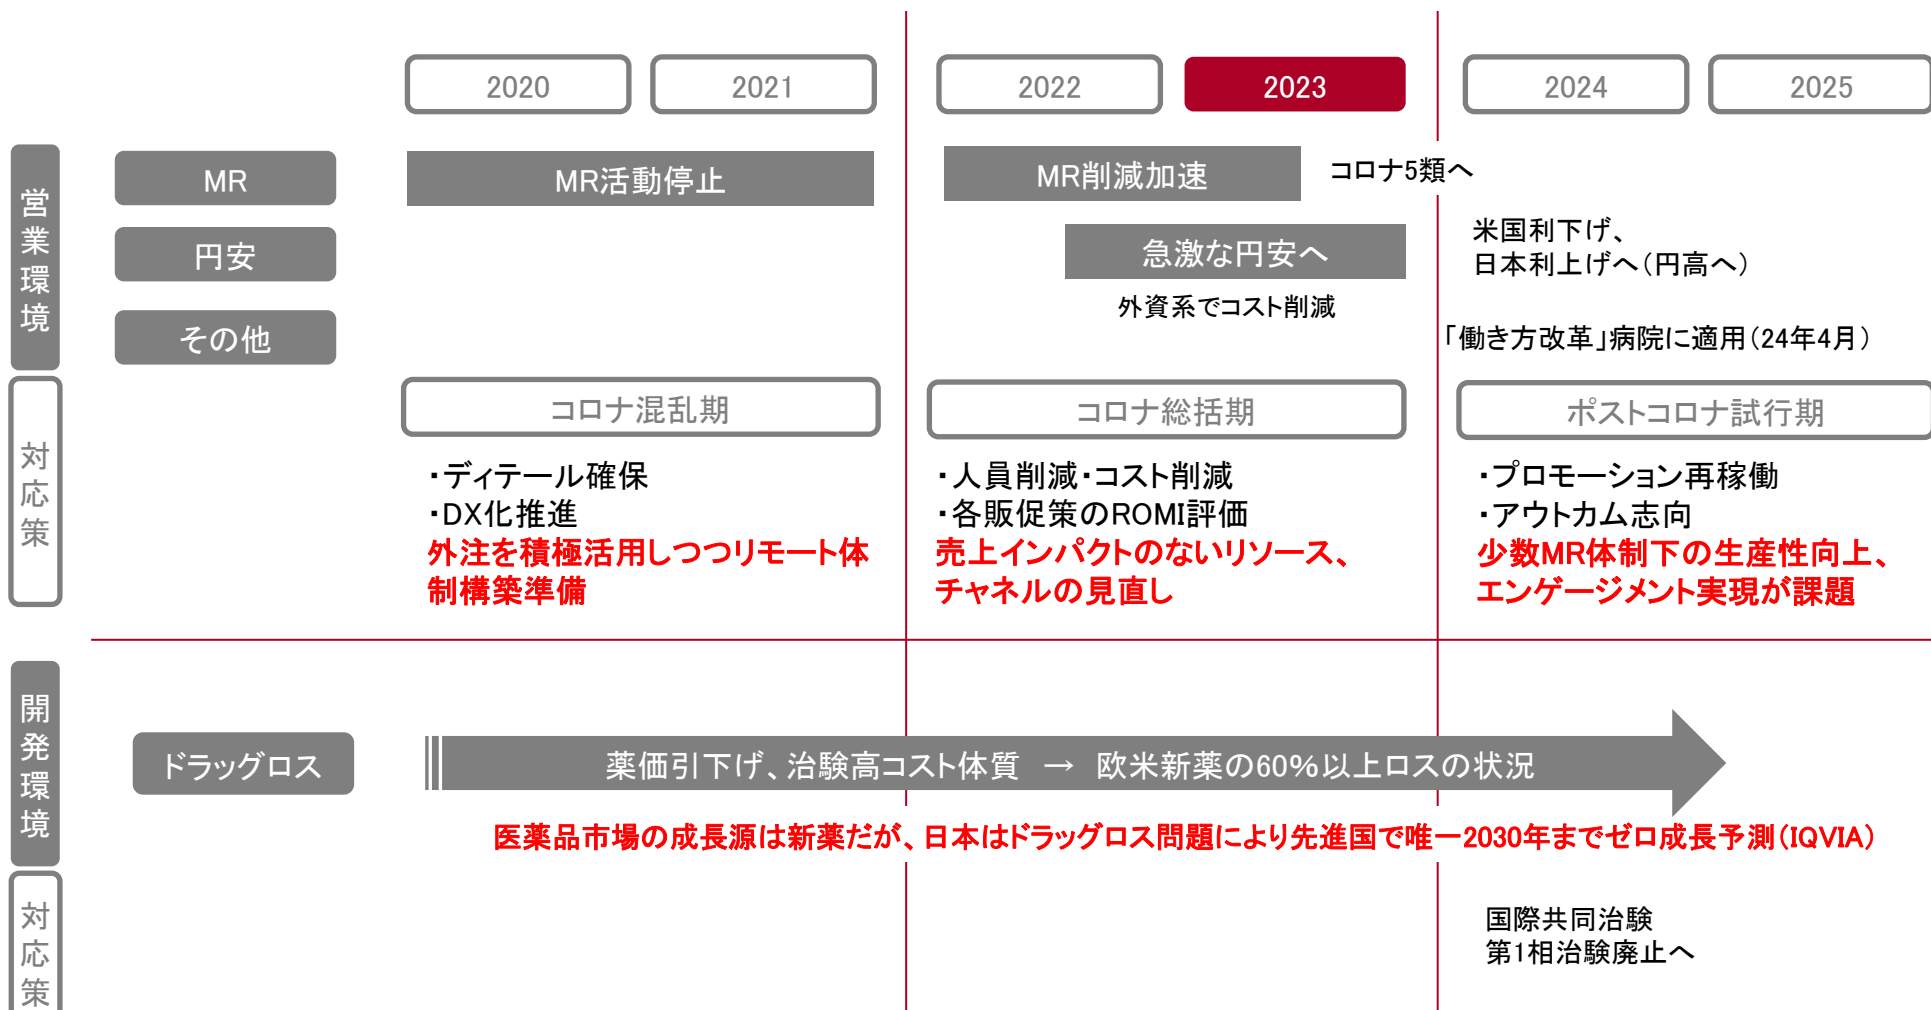 2020
2021
2022
2023
2024
2025
営業環境
MR
MR活動停止
MR削減加速
コロナ5類へ
円安
急激な円安へ
外資系でコスト削減
米国利下げ、
日本利上げへ(円高へ)
その他
「働き方改革」病院に適用(24年4月)
対応策
コロナ混乱期
・ディテール確保
・DX化推進
外注を積極活用しつつリモート体
制構築準備
コロナ総括期
・人員削減・コスト削減
・各販促策のROMI評価
売上インパクトのないリソース、
チャネルの見直し
ポストコロナ試行期
・プロモーション再稼働
・アウトカム志向
少数MR体制下の生産性向上、
エンゲージメント実現が課題
開発環境
ドラッグロス
薬価引下げ、治験高コスト体質 → 欧米新薬の60%以上ロスの状況
医薬品市場の成長源は新薬だが、日本はドラッグロス問題により先進国で唯一2030年までゼロ成長予測(IQVIA)
対応策
国際共同治験
第1相治験廃止へ